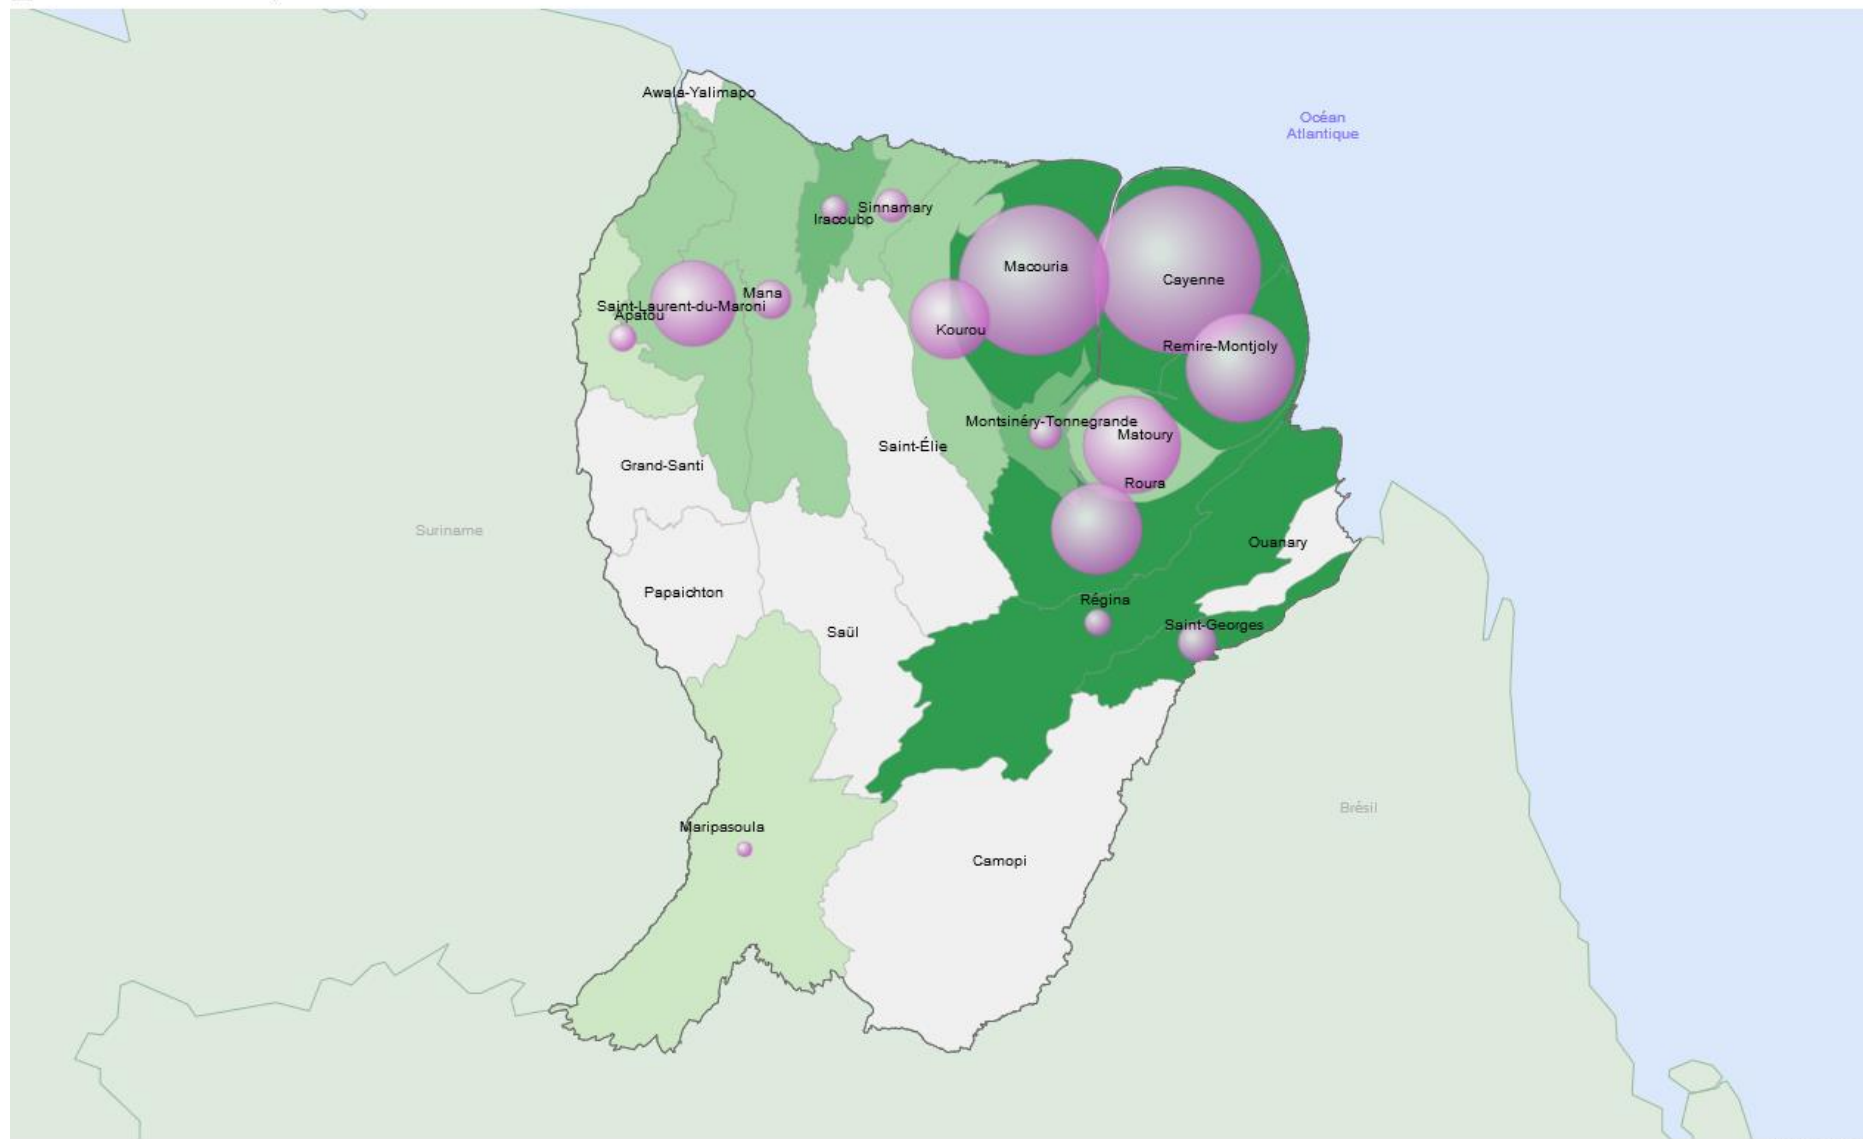 Awala-Yalimapo
Océan
Atlantique
Iracoubo
Sinnamary
Macouria
Cayenne
Saint-Laurent-du-Maroni
Mana
Apatou
Kourou
Remire-Montjoly
Montsinéry-Tonnegrande
Matoury
Saint-Élie
Grand-Santi
Roura
Suriname
Ouanary
Papaichton
Régina
Saint-Georges
Saül
Brésil
Maripasoula
Camopi